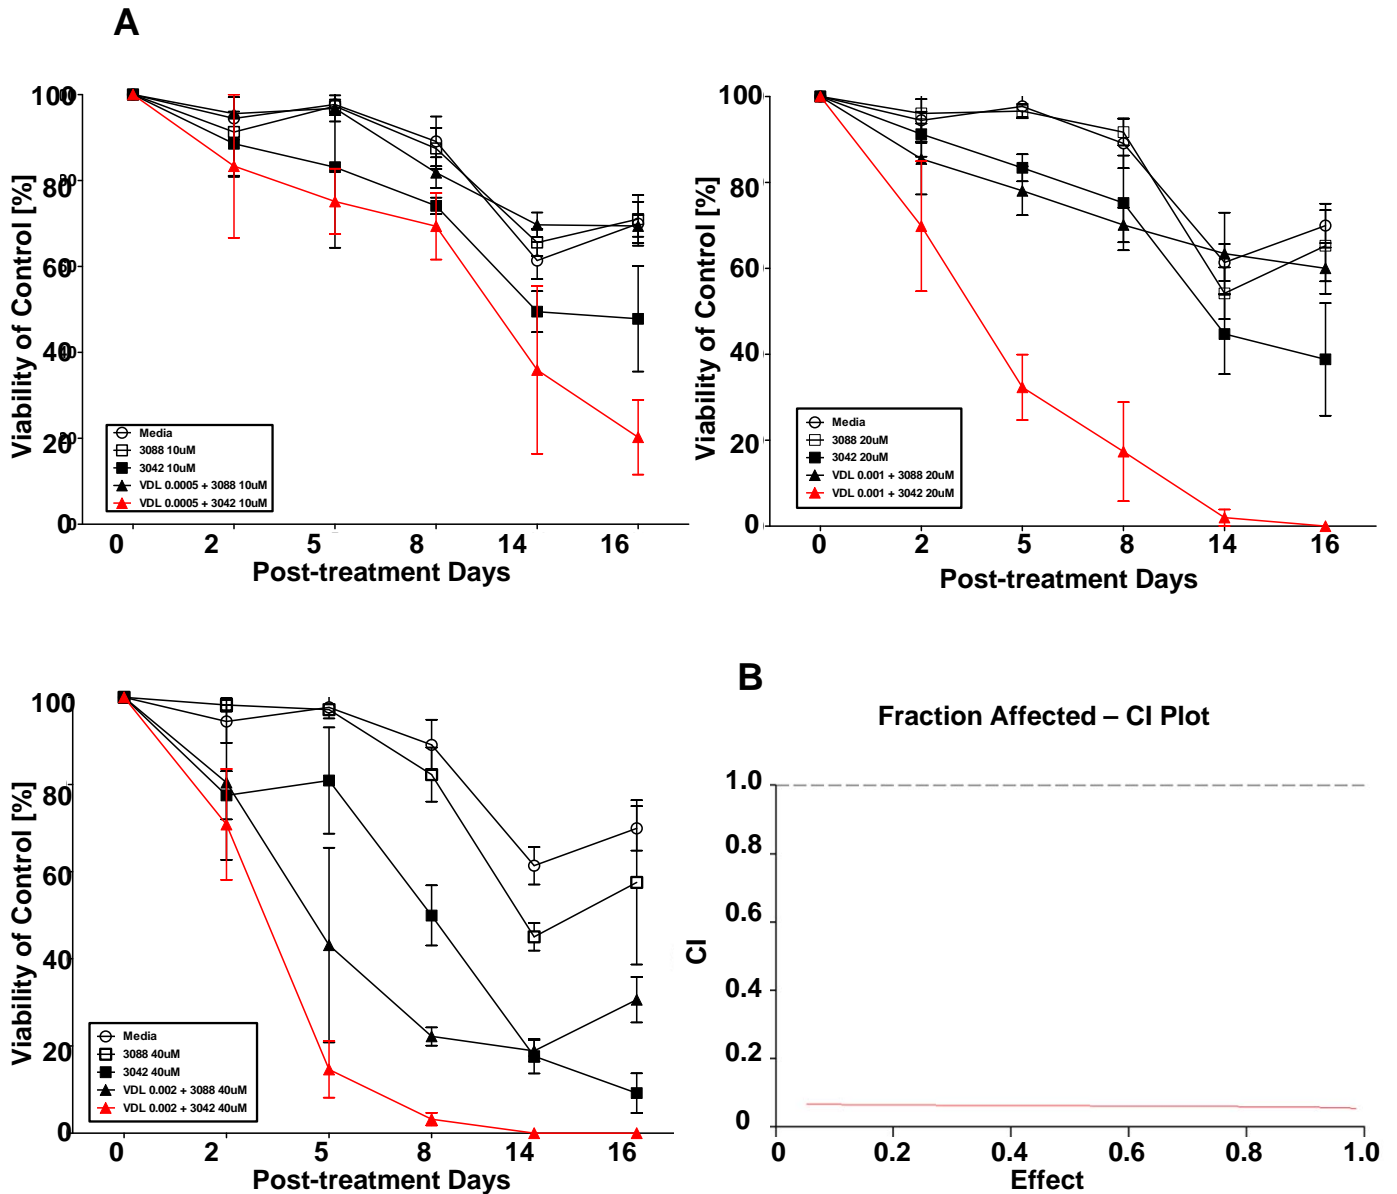 A
100
80
60
40
20
0
Viability of Control [%]
Media
3088 10uM
3042 10uM
VDL 0.0005 + 3088 10uM
VDL 0.0005 + 3042 10uM
0 2 5 8 14 16
Post-treatment Days
100
80
60
40
20
0
Viability of Control [%]
Media
3088 20uM
3042 20uM
VDL 0.001 + 3088 20uM
VDL 0.001 + 3042 20uM
0 2 5 8 14 16
Post-treatment Days
100
80
60
40
20
0
Viability of Control [%]
Media
3088 40uM
3042 40uM
VDL 0.002 + 3088 40uM
VDL 0.002 + 3042 40uM
0 2 5 8 14 16
Post-treatment Days
B
Fraction Affected – CI Plot
1.0
0.8
0.6
0.4
0.2
0
CI
0 0.2 0.4 0.6 0.8 1.0
Effect